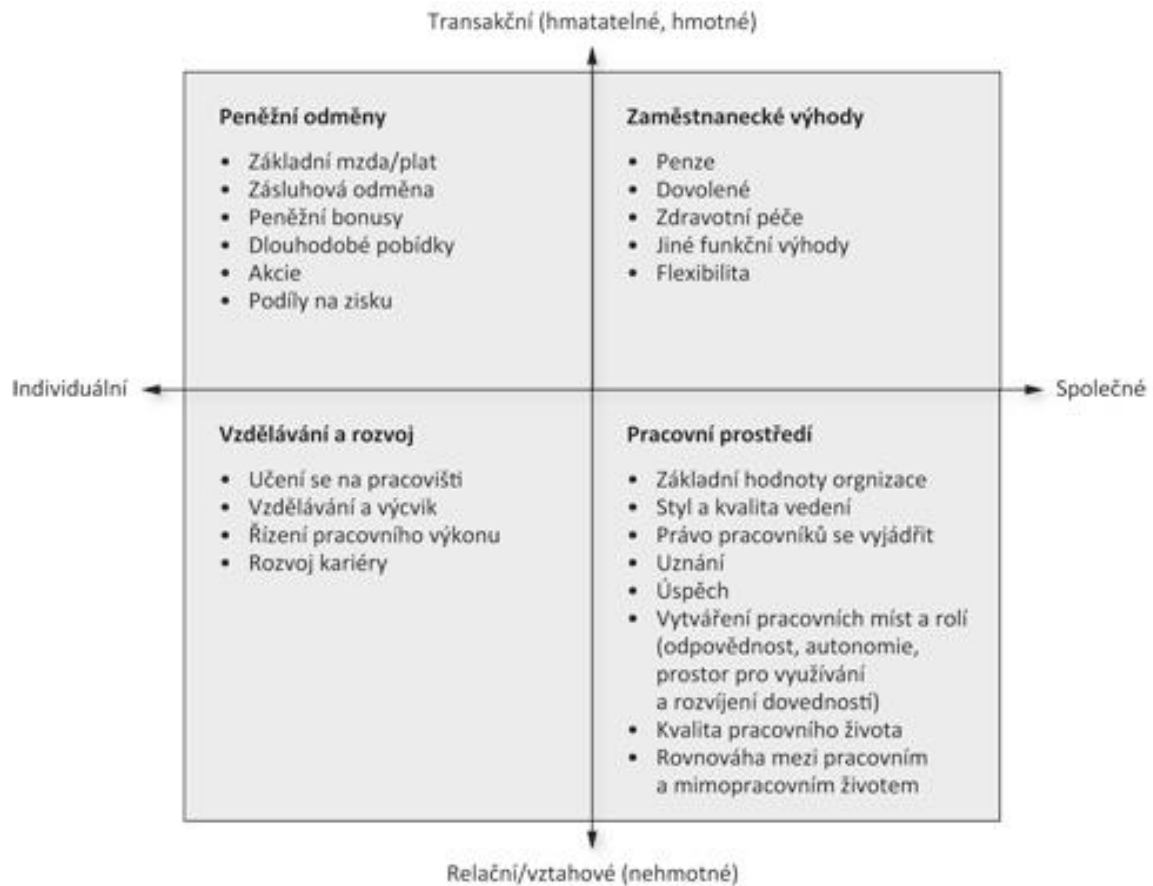 Transakční (hmatatelné, hmotné)
Peněžní odměny
• Základní mzda/plat
• Zásluhová odměna
• Peněžní bonusy
• Dlouhodobé pobídky
• Akcie
• Podíly na zisku
Zaměstnanecké výhody
• Penze
• Dovolené
• Zdravotní péče
• Jiné funkční výhody
• Flexibilita
Individuální
Společné
Vzdělávání a rozvoj
• Učení se na pracovišti
• Vzdělávání a výcvik
• Řízení pracovního výkonu
• Rozvoj kariéry
Pracovní prostředí
• Základní hodnoty orgnizace
• Styl a kvalita vedení
• Právo pracovníků se vyjádřit
• Uznání
• Úspěch
• Vytváření pracovních míst a rolí
(odpovědnost, autonomie,
prostor pro využívání
a rozvíjení dovedností)
• Kvalita pracovního života
• Rovnováha mezi pracovním
a mimopracovním životem
Relační/vztahové (nehmotné)